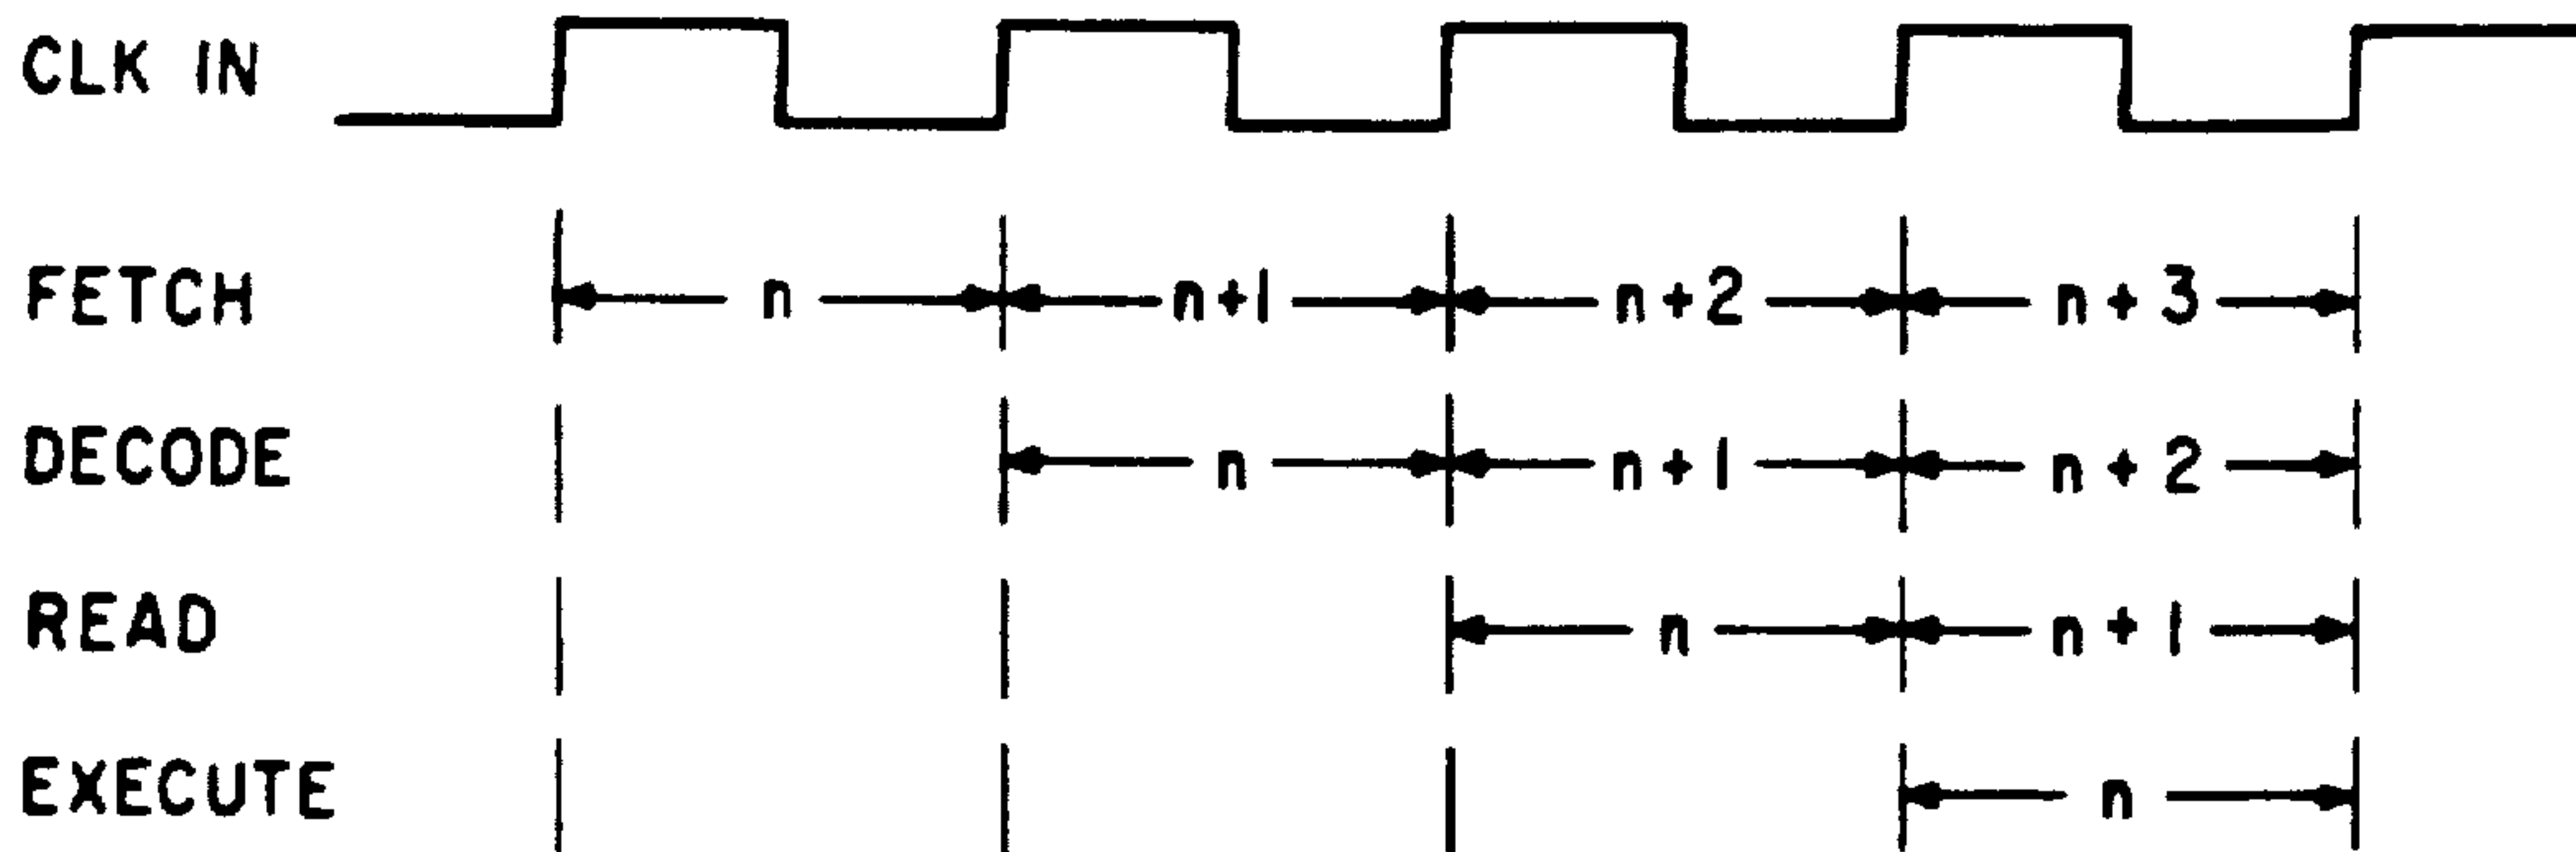 CLK IN
FETCH n n+1 n+2 n+3
DECODE n n+1 n+2
READ n n+1
EXECUTE n